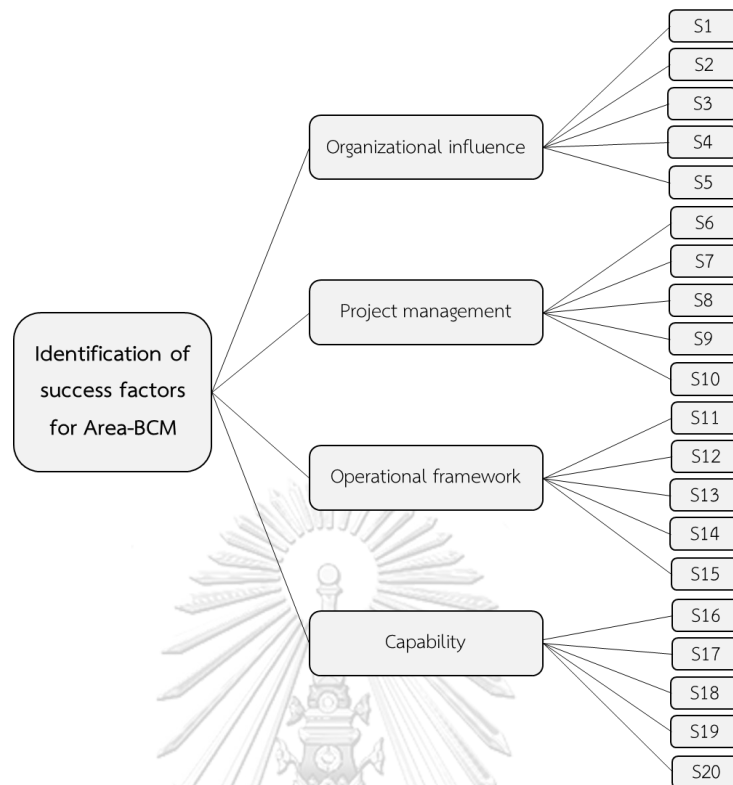 Identification of
success factors
for Area-BCM
Organizational influence
Project management
Operational framework
Capability
S1
S2
S3
S4
S5
S6
S7
S8
S9
S10
S11
S12
S13
S14
S15
S16
S17
S18
S19
S20